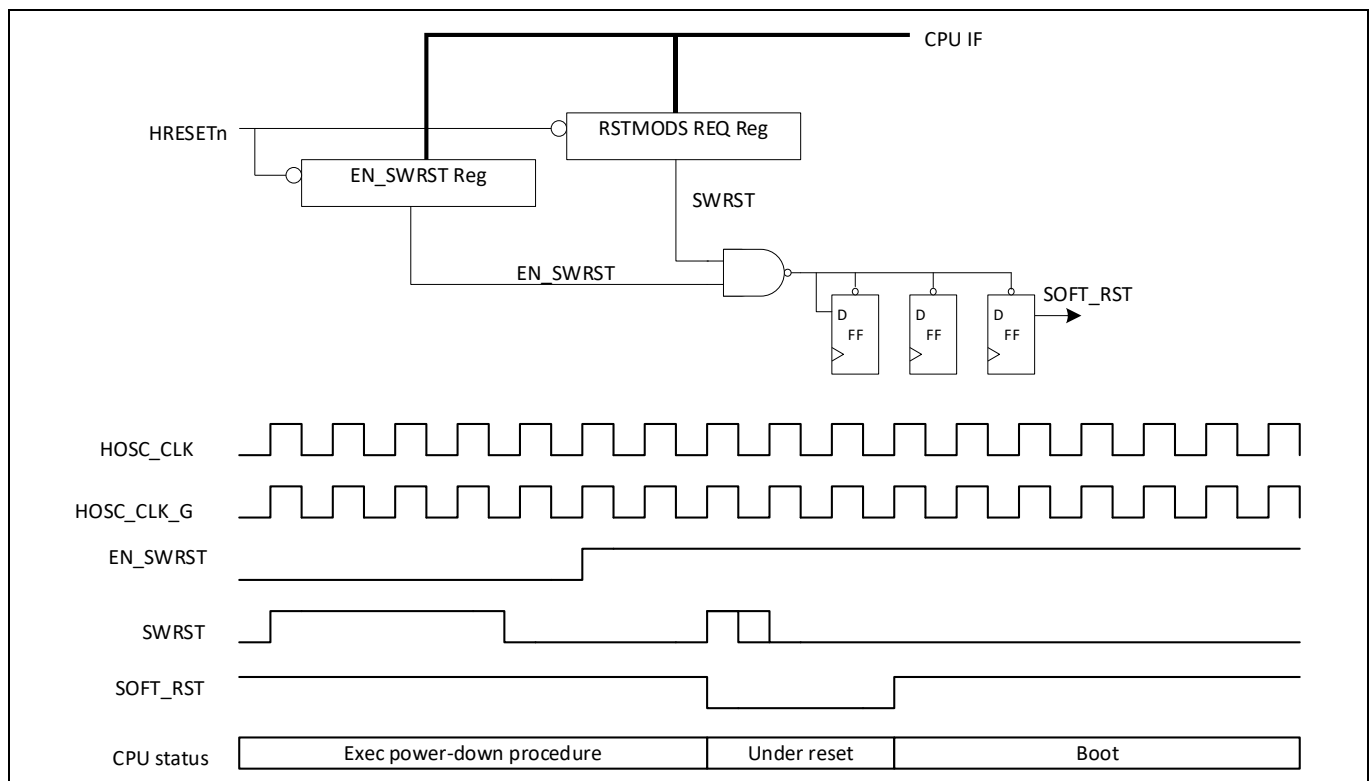 CPU IF
HRESETn
RSTMODS REQ Reg
EN_SWRST Reg
SWRST
EN_SWRST
SOFT_RST
D
FF
D
FF
D
FF
HOSC_CLK
HOSC_CLK_G
EN_SWRST
SWRST
SOFT_RST
CPU status
Exec power-down procedure
Under reset
Boot